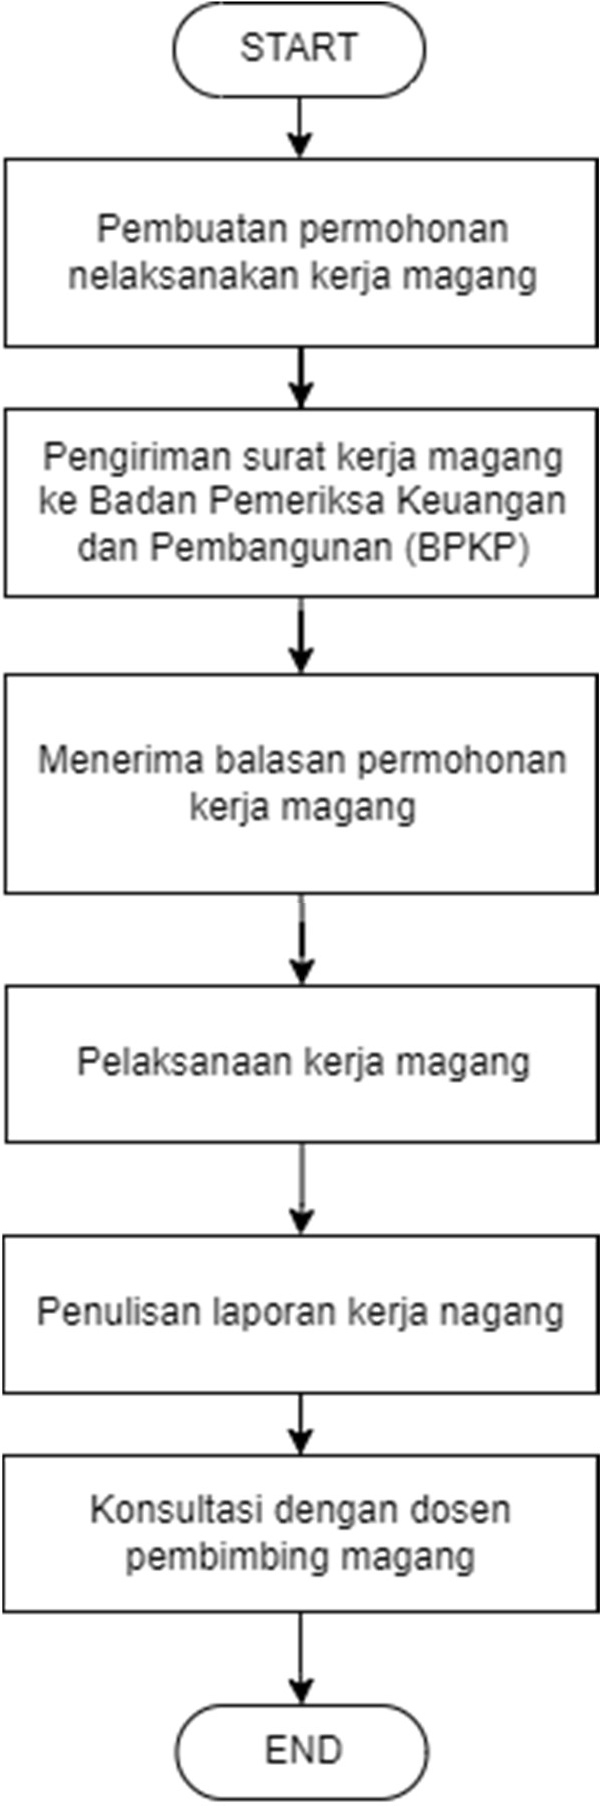 START
Pembuatan permohonan
nelaksanakan kerja magang
Pengiriman surat kerja magang
ke Badan Pemeriksa Keuangan
dan Pembangunan (BPKP)
Menerima balasan permohonan
kerja magang
Pelaksanaan kerja magang
Penulisan laporan kerja nagang
Konsultasi dengan dosen
pembimbing magang
END